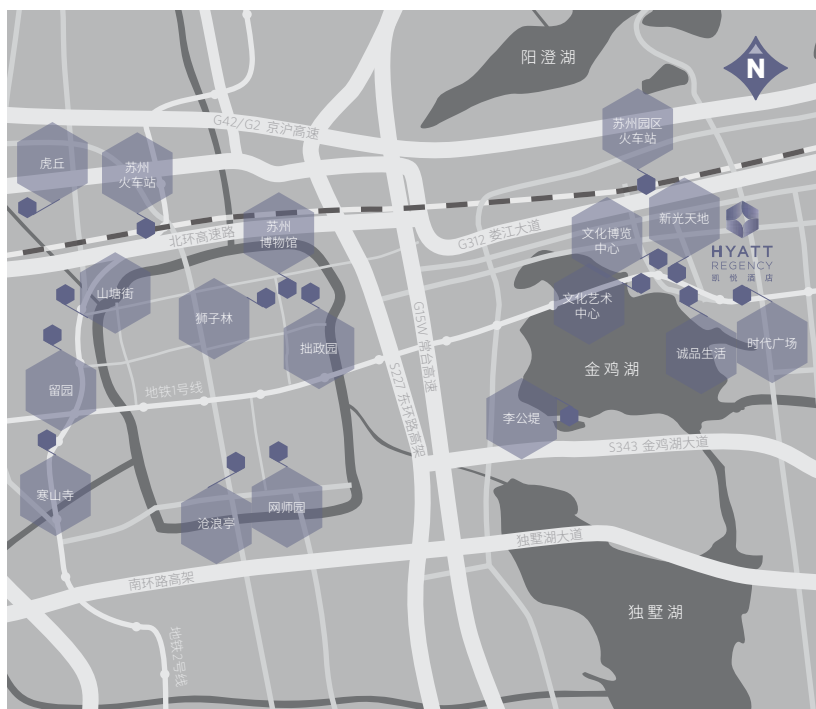 阳澄湖
N
G42/G2 京沪高速
苏州园区
火车站
虎丘
苏州
火车站
苏州
博物馆
北环高速路
G312 娄江大道
文化博览
中心
新光天地
HYATT
REGENCY
凯悦酒店
山塘街
狮子林
拙政园
文化艺术
中心
诚品生活
时代广场
G15W 常台高速
S227 东环路高架
金鸡湖
留园
地铁1号线
李公堤
S343 金鸡湖大道
寒山寺
沧浪亭
网师园
独墅湖大道
南环路高架
独墅湖
地铁2号线